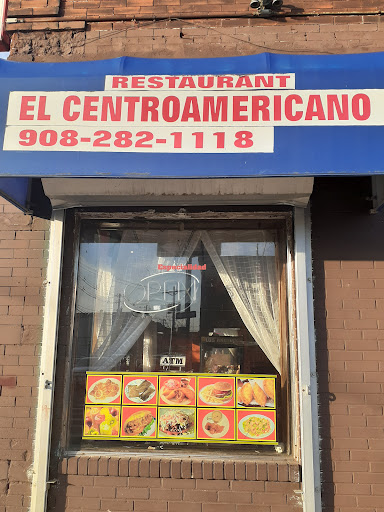 RESTAURANT
EL CENTROAMERICANO
908-282-1118
OPEN
ATM